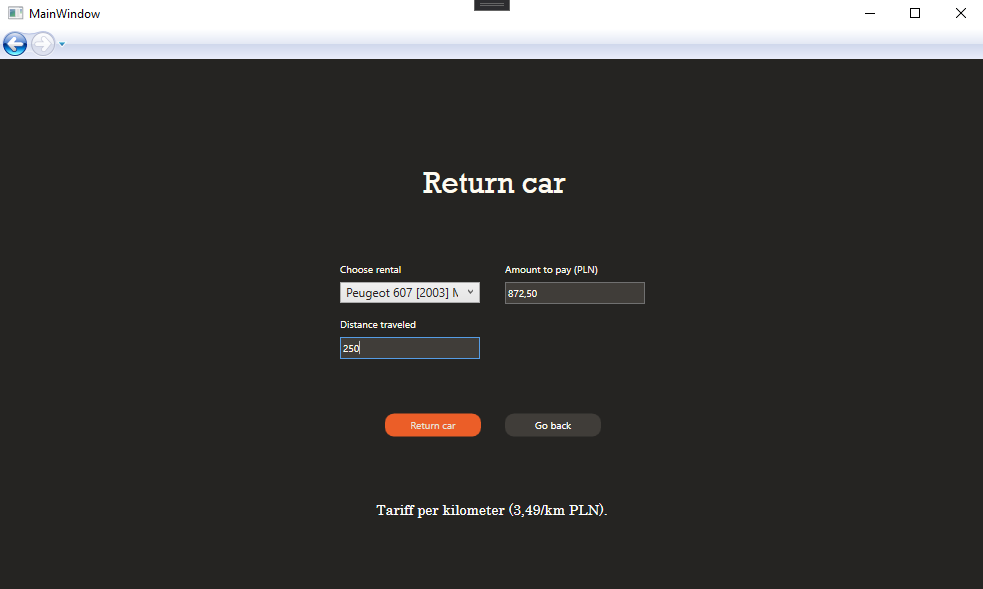 MainWindow
Return car
Choose rental
Amount to pay (PLN)
Peugeot 607 [2003]
872,50
Distance traveled
250
Return car
Go back
Tariff per kilometer (3,49/km PLN).